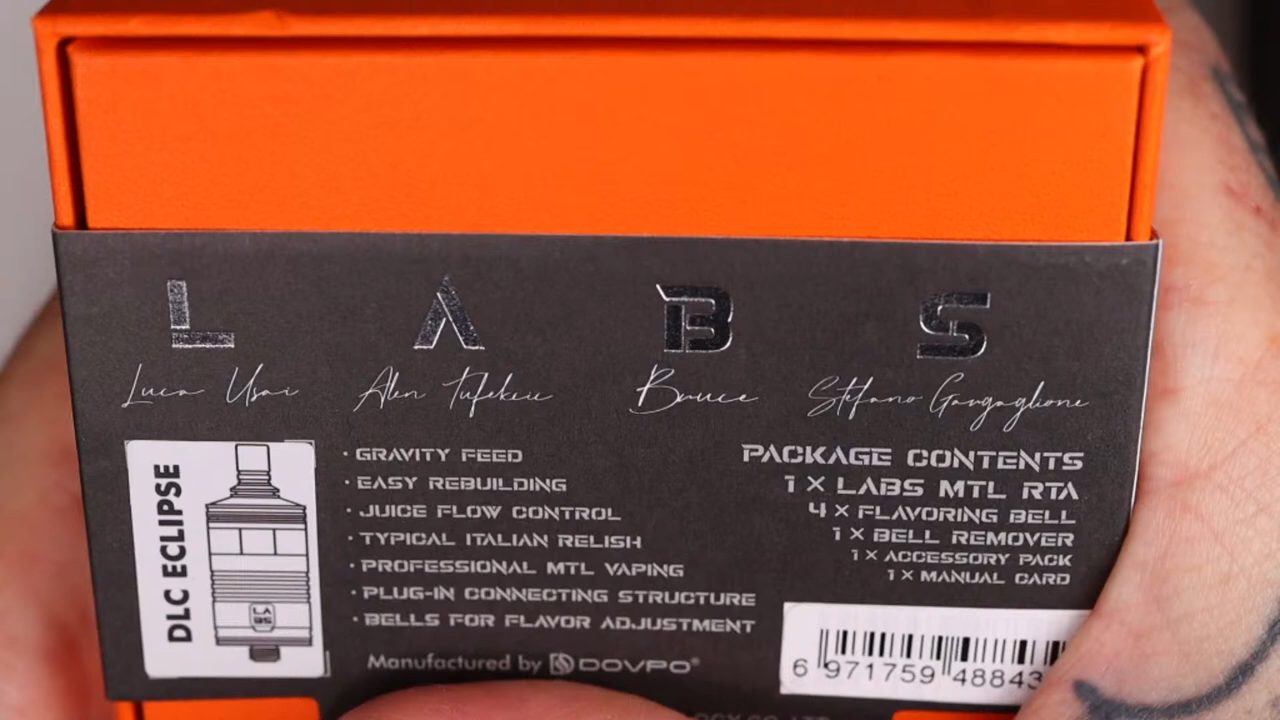 L A B S
Luca Usai Alen Tufekcic Bruce Stefano Gargaglione
DLC ECLIPSE
LA
BS
· GRAVITY FEED
· EASY REBUILDING
· JUICE FLOW CONTROL
· TYPICAL ITALIAN RELISH
· PROFESSIONAL MTL VAPING
· PLUG-IN CONNECTING STRUCTURE
· BELLS FOR FLAVOR ADJUSTMENT
Manufactured by DOVPO®
PACKAGE CONTENTS
1 X LABS MTL RTA
4 X FLAVORING BELL
1 X BELL REMOVER
1 X ACCESSORY PACK
1 X MANUAL CARD
6 971759 48843